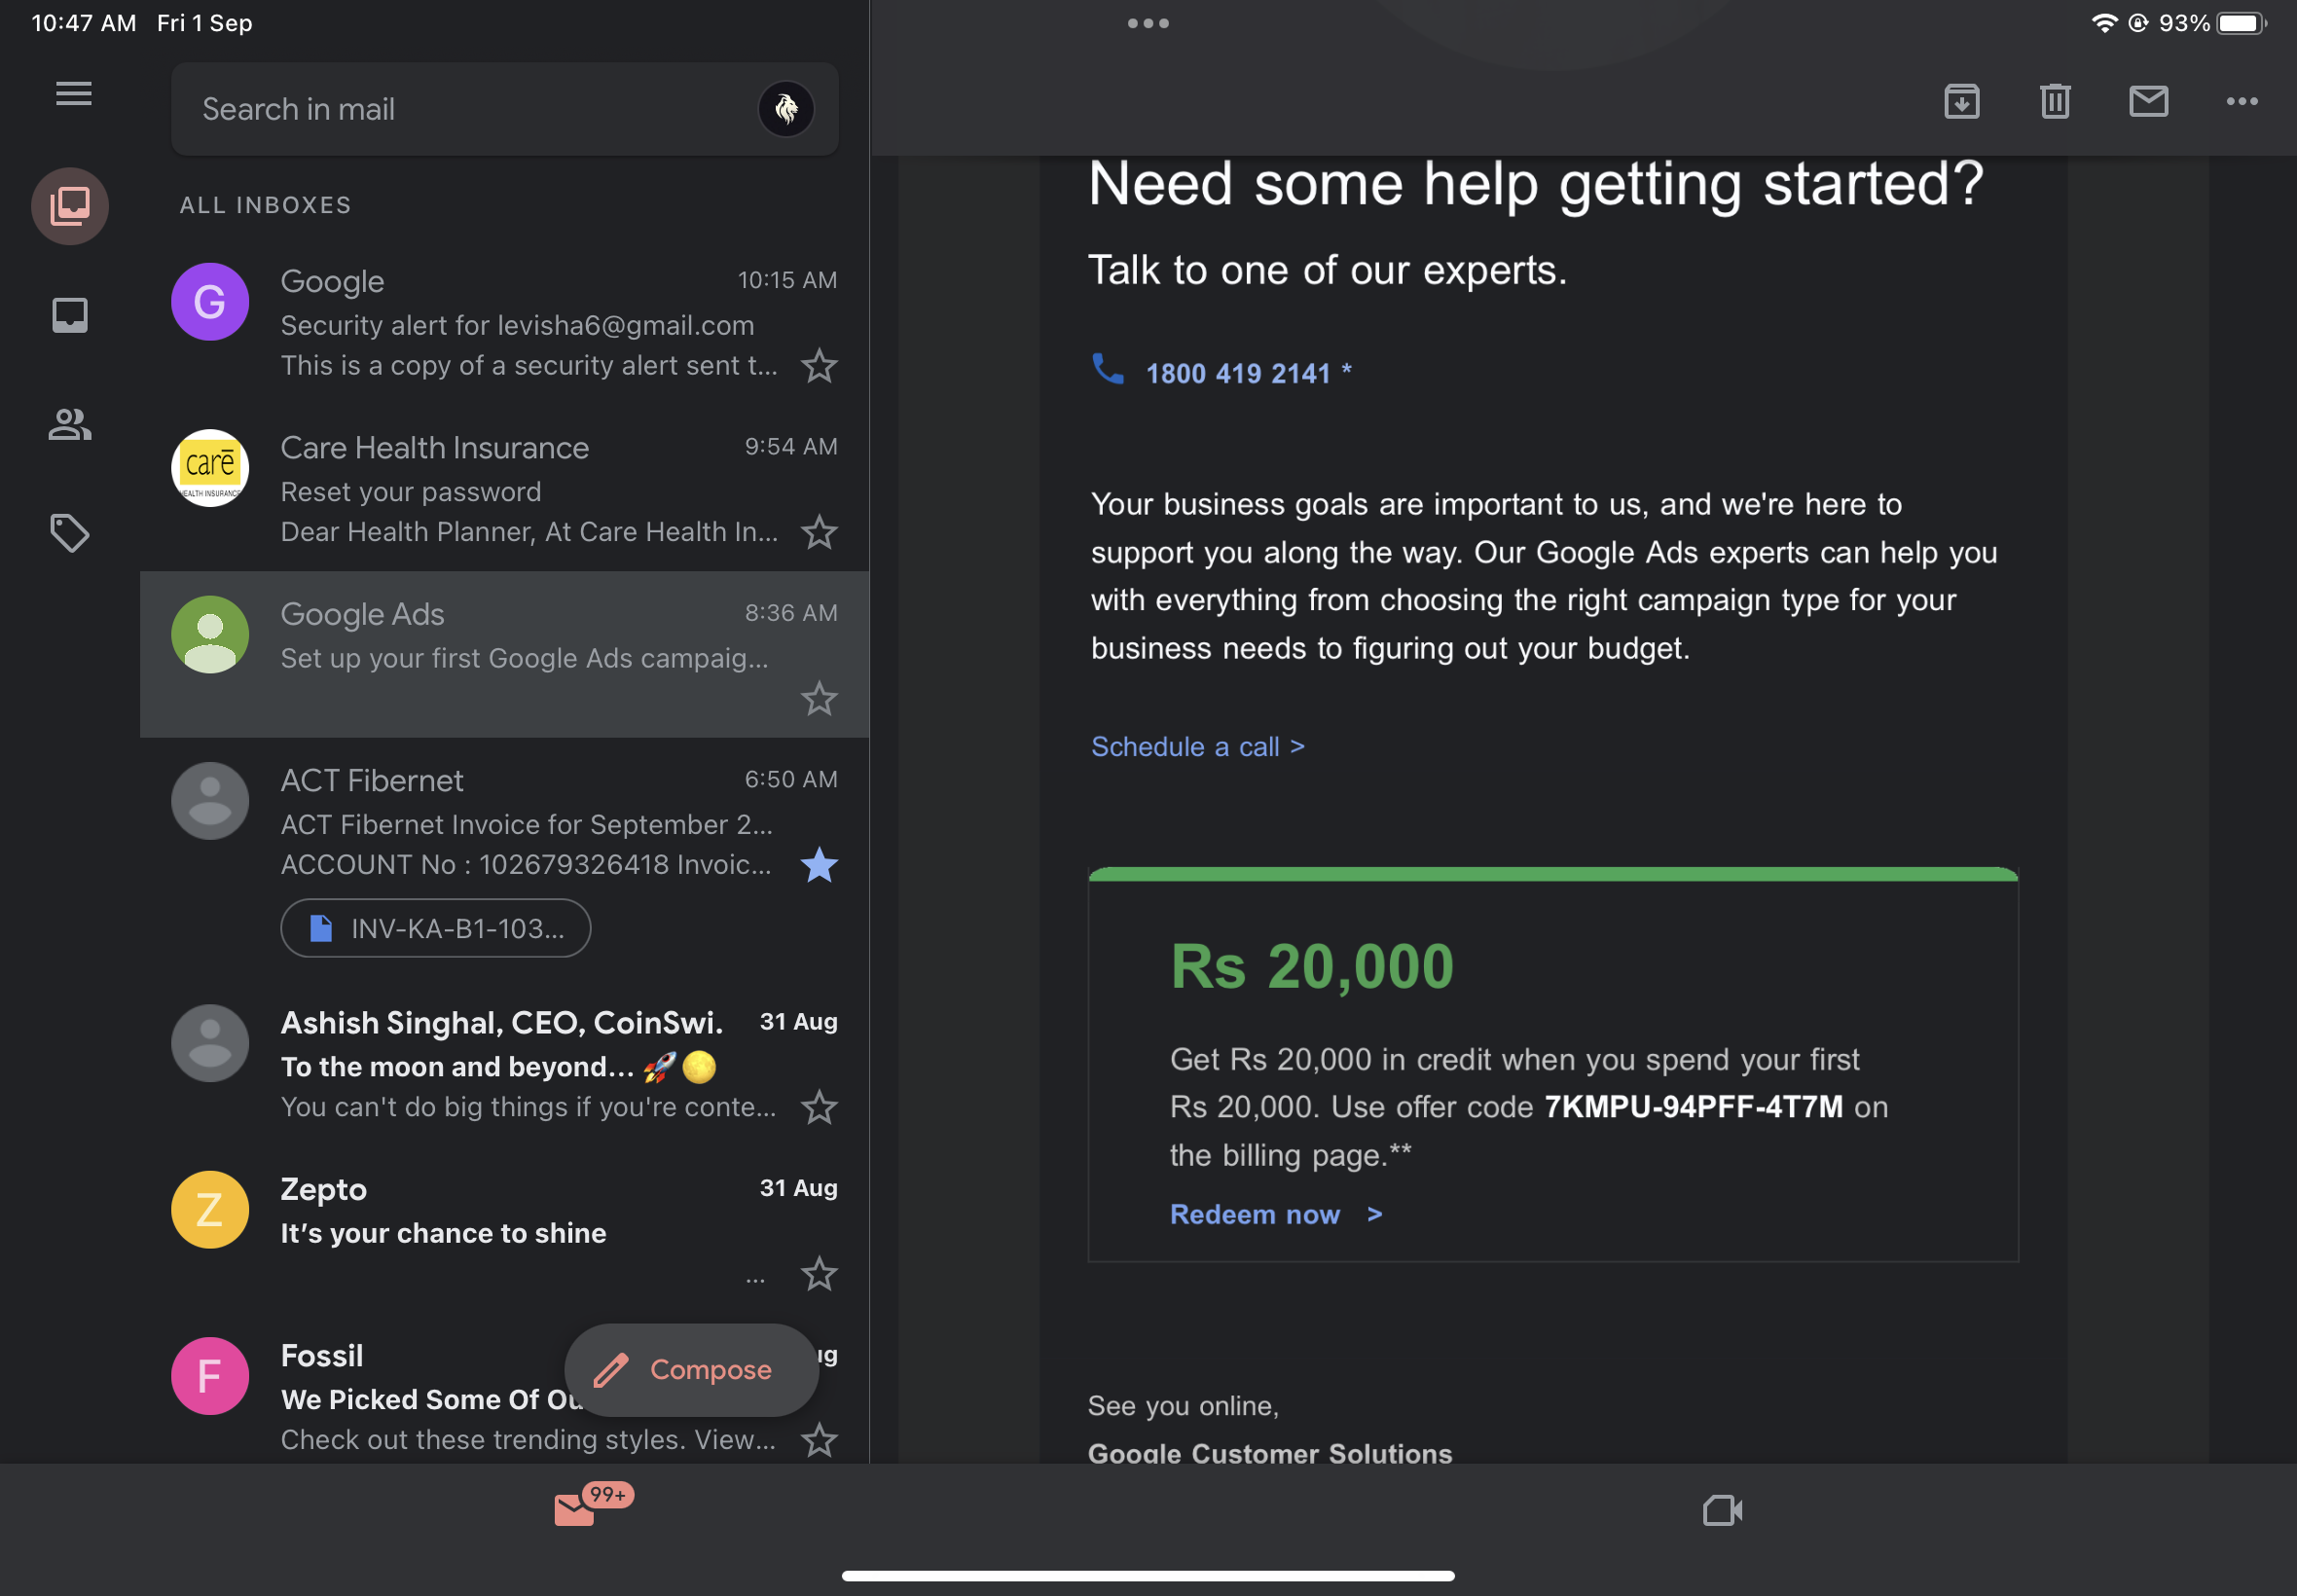 10:47 AM Fri 1 Sep
93%
Search in mail
ALL INBOXES
G
Google
10:15 AM
Security alert for levisha6@gmail.com
This is a copy of a security alert sent t...
carē
HEALTH INSURANCE
Care Health Insurance
9:54 AM
Reset your password
Dear Health Planner, At Care Health In...
Google Ads
8:36 AM
Set up your first Google Ads campaig...
ACT Fibernet
6:50 AM
ACT Fibernet Invoice for September 2...
ACCOUNT No : 102679326418 Invoic...
INV-KA-B1-103...
Ashish Singhal, CEO, CoinSwi.
31 Aug
To the moon and beyond... 🚀🌕
You can't do big things if you're conte...
Z
Zepto
31 Aug
It’s your chance to shine
...
F
Fossil
ug
We Picked Some Of Ou
Check out these trending styles. View...
Compose
99+
Need some help getting started?
Talk to one of our experts.
1800 419 2141 *
Your business goals are important to us, and we're here to
support you along the way. Our Google Ads experts can help you
with everything from choosing the right campaign type for your
business needs to figuring out your budget.
Schedule a call >
Rs 20,000
Get Rs 20,000 in credit when you spend your first
Rs 20,000. Use offer code 7KMPU-94PFF-4T7M on
the billing page.**
Redeem now >
See you online,
Google Customer Solutions